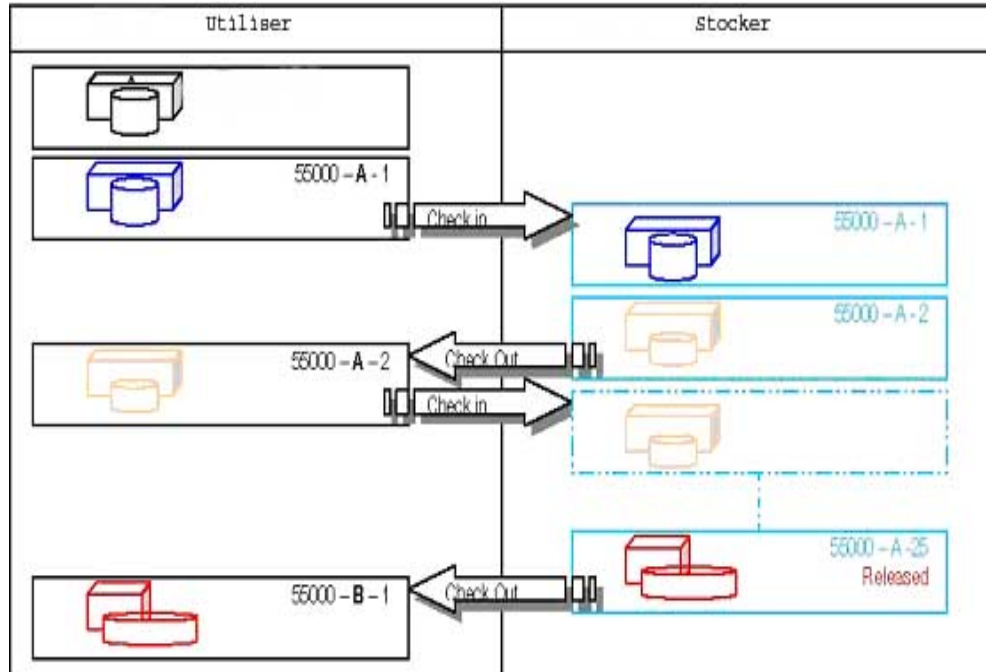 Utiliser
Stocker
55000 - A - 1
Check in
55000 - A - 1
55000 - A - 2
Check Out
55000 - A - 2
Check in
55000 - A -25
Released
Check Out
55000 - B - 1